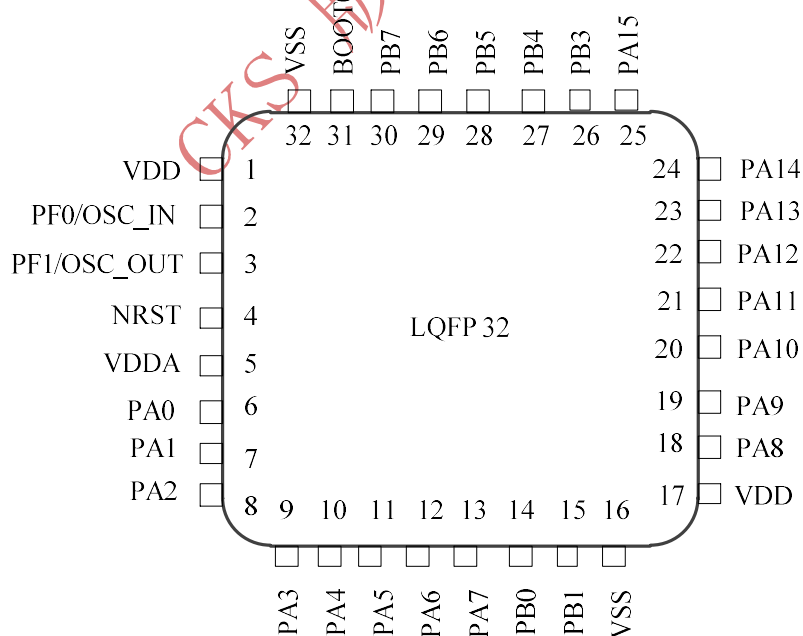 CKS
VSS
BOOT0
PB7
PB6
PB5
PB4
PB3
PA15
32 31 30 29 28 27 26 25
VDD 1
PF0/OSC_IN 2
PF1/OSC_OUT 3
NRST 4
VDDA 5
PA0 6
PA1 7
PA2 8
LQFP 32
24 PA14
23 PA13
22 PA12
21 PA11
20 PA10
19 PA9
18 PA8
17 VDD
9 10 11 12 13 14 15 16
PA3
PA4
PA5
PA6
PA7
PB0
PB1
VSS